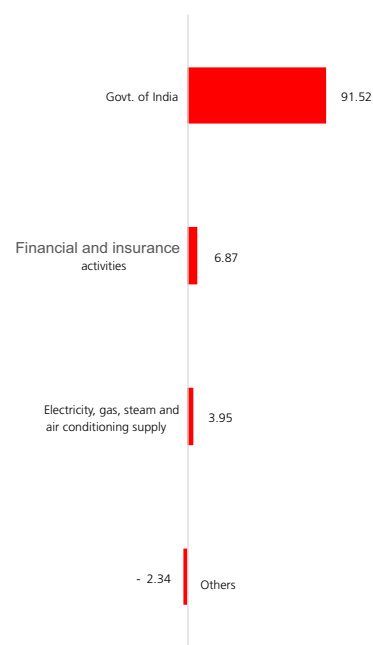 Govt. of India 91.52
Financial and insurance
activities
6.87
Electricity, gas, steam and
air conditioning supply
3.95
- 2.34 Others